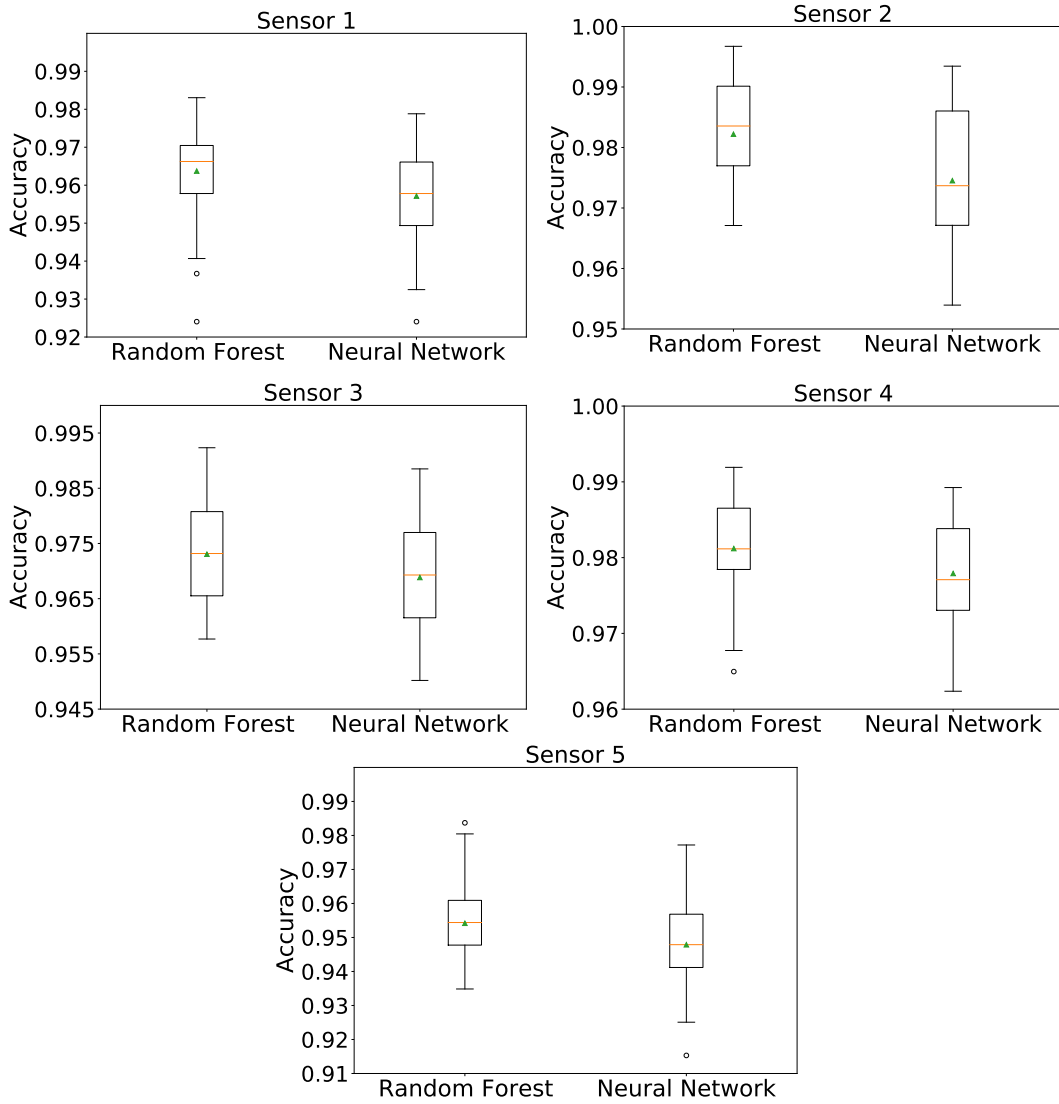 Sensor 1
Accuracy
0.99
0.98
0.97
0.96
0.95
0.94
0.93
0.92
Random Forest Neural Network
Sensor 2
Accuracy
1.00
0.99
0.98
0.97
0.96
0.95
Random Forest Neural Network
Sensor 3
Accuracy
0.995
0.985
0.975
0.965
0.955
0.945
Random Forest Neural Network
Sensor 4
Accuracy
1.00
0.99
0.98
0.97
0.96
Random Forest Neural Network
Sensor 5
Accuracy
0.99
0.98
0.97
0.96
0.95
0.94
0.93
0.92
0.91
Random Forest Neural Network